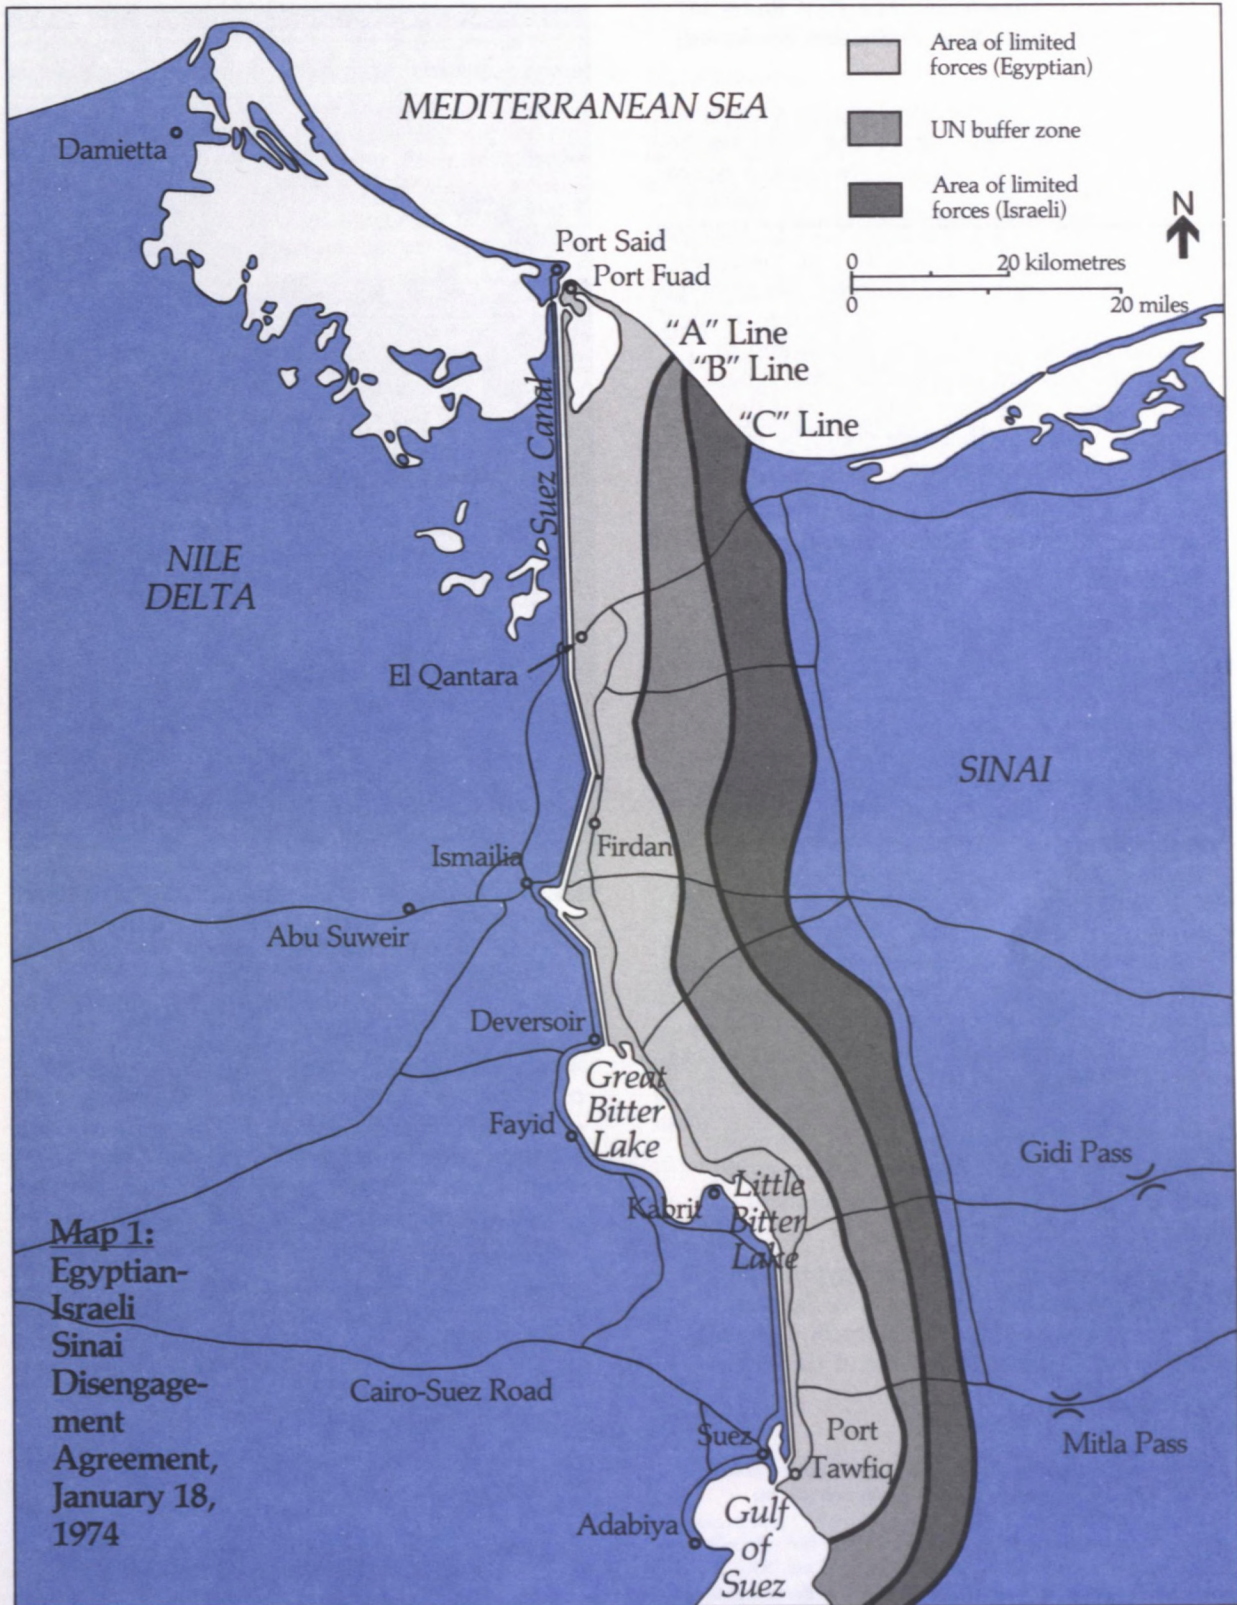 Area of limited
forces (Egyptian)
MEDITERRANEAN SEA
UN buffer zone
Damietta
Area of limited
forces (Israeli)
N
Port Said
0 20 kilometres
Port Fuad
0 20 miles
"A" Line
"B" Line
"C" Line
Suez Canal
NILE
DELTA
El Qantara
SINAI
Ismailia
Firdan
Abu Suweir
Deversoir
Great
Bitter
Lake
Fayid
Gidi Pass
Little
Bitter
Lake
Kabrit
Map 1:
Egyptian-
Israeli
Sinai
Disengage-
ment
Agreement,
January 18,
1974
Cairo-Suez Road
Suez
Port
Tawfiq
Mitla Pass
Adabiya
Gulf
of
Suez